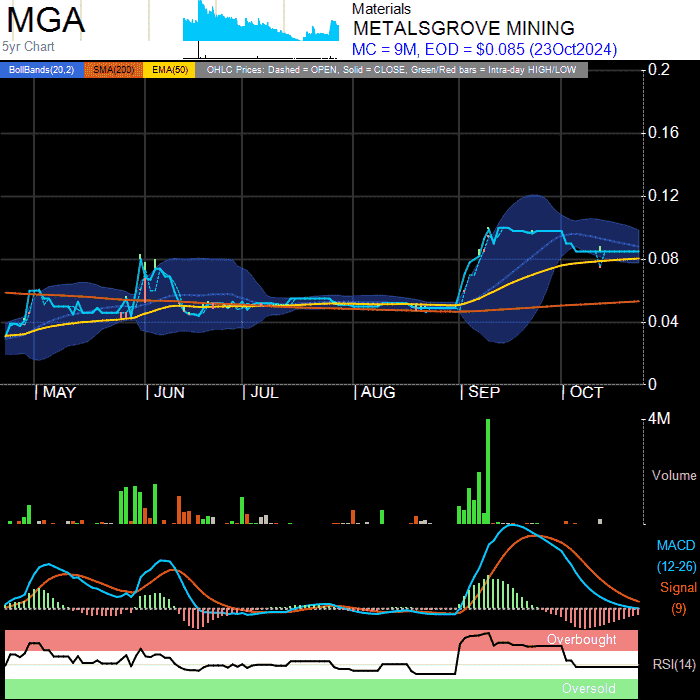 MGA
5yr Chart
Materials
METALSGROVE MINING
MC = 9M, EOD = $0.085 (23Oct2024)
BollBands(20,2) SMA(200) EMA(50) OHLC Prices: Dashed = OPEN, Solid = CLOSE, Green/Red bars = Intra-day HIGH/LOW
0.2
0.16
0.12
0.08
0.04
0
MAY JUN JUL AUG SEP OCT
4M
Volume
MACD
(12-26)
Signal
(9)
Overbought
RSI(14)
Oversold